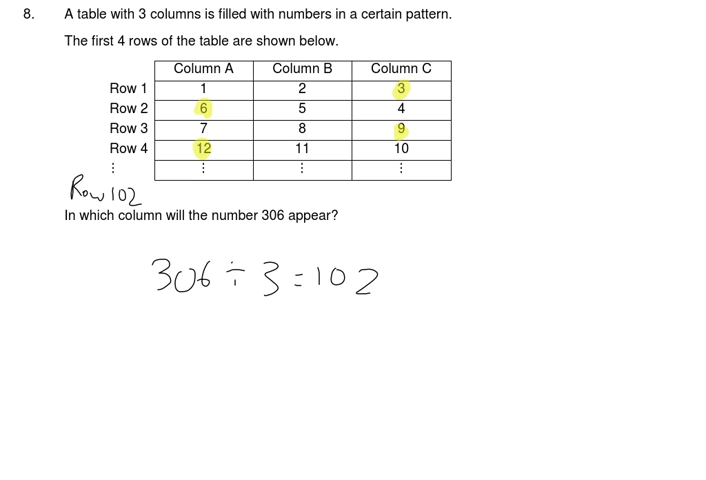 8. A table with 3 columns is filled with numbers in a certain pattern.
The first 4 rows of the table are shown below.
Column A Column B Column C
Row 1 1 2 3
Row 2 6 5 4
Row 3 7 8 9
Row 4 12 11 10
⋮ ⋮ ⋮ ⋮
Row 102
In which column will the number 306 appear?
306 ÷ 3 = 102